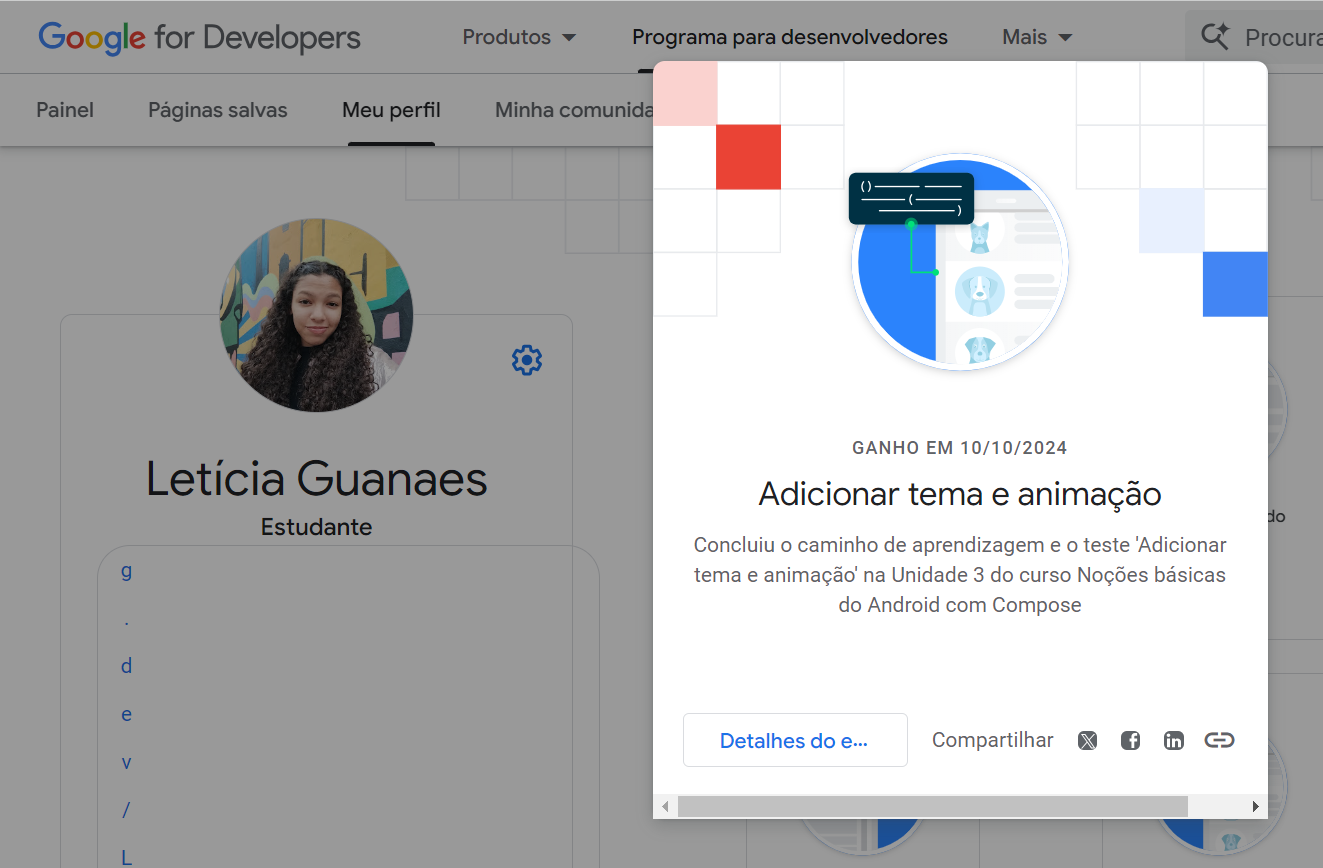 Google for Developers
Produtos
Programa para desenvolvedores
Mais
Procura
Painel
Páginas salvas
Meu perfil
Minha comunida
Letícia Guanaes
Estudante
g
.
d
e
v
/
L
GANHO EM 10/10/2024
Adicionar tema e animação
Concluiu o caminho de aprendizagem e o teste 'Adicionar
tema e animação' na Unidade 3 do curso Noções básicas
do Android com Compose
Detalhes do e...
Compartilhar
do